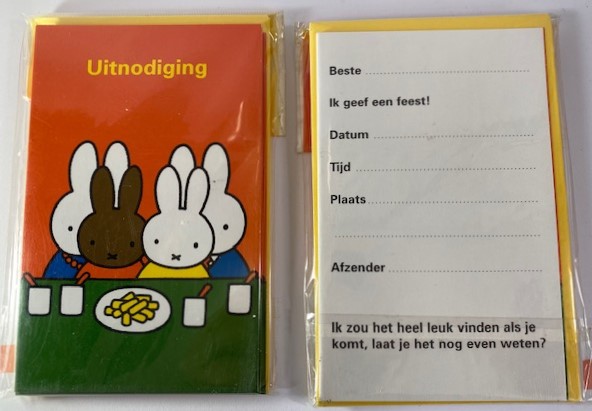 Uitnodiging
Beste
Ik geef een feest!
Datum
Tijd
Plaats
Afzender
Ik zou het heel leuk vinden als je
komt, laat je het nog even weten?